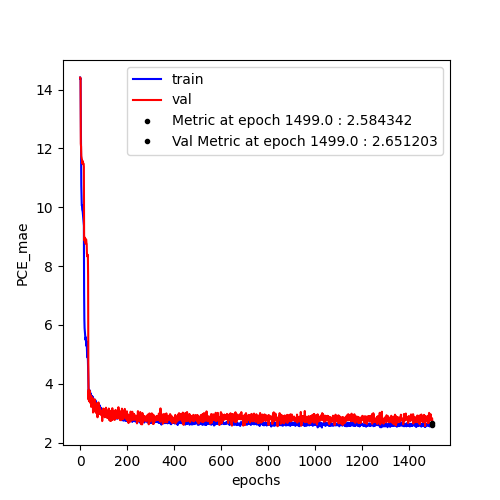 train
val
Metric at epoch 1499.0 : 2.584342
Val Metric at epoch 1499.0 : 2.651203
PCE_mae
14
12
10
8
6
4
2
0 200 400 600 800 1000 1200 1400
epochs